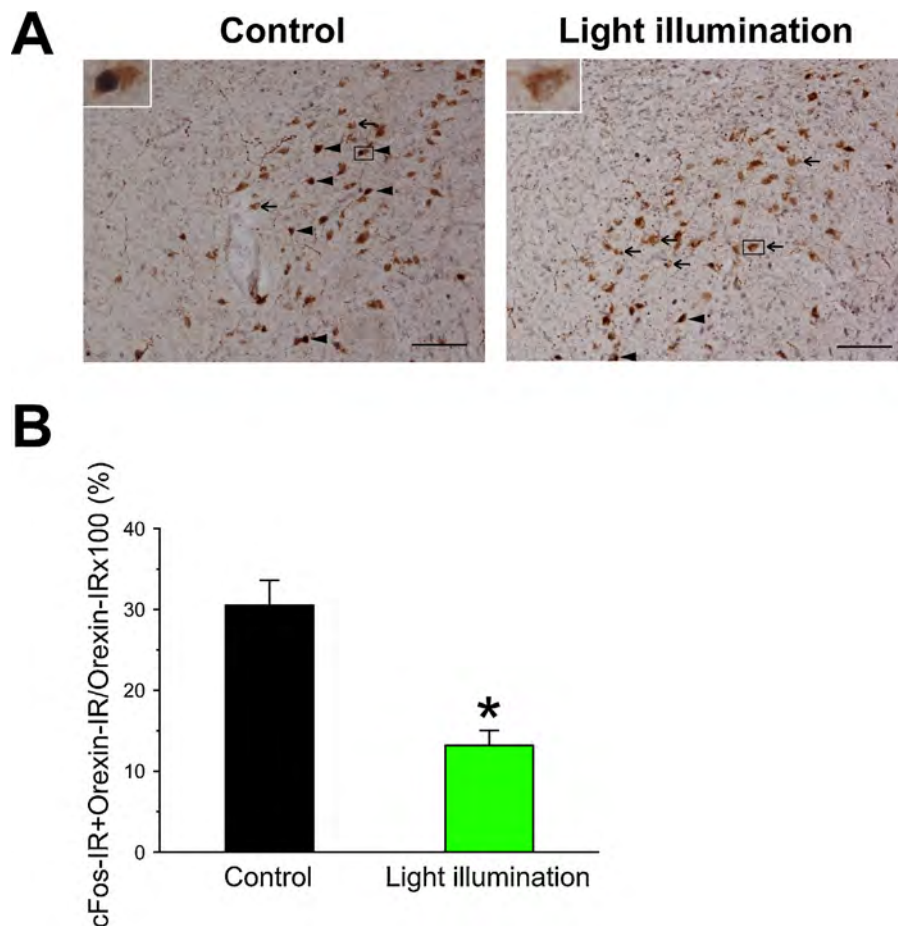 A
Control
Light illumination
B
cFos-IR+Orexin-IR/Orexin-IRx100 (%)
40
30
20
10
0
*
Control
Light illumination